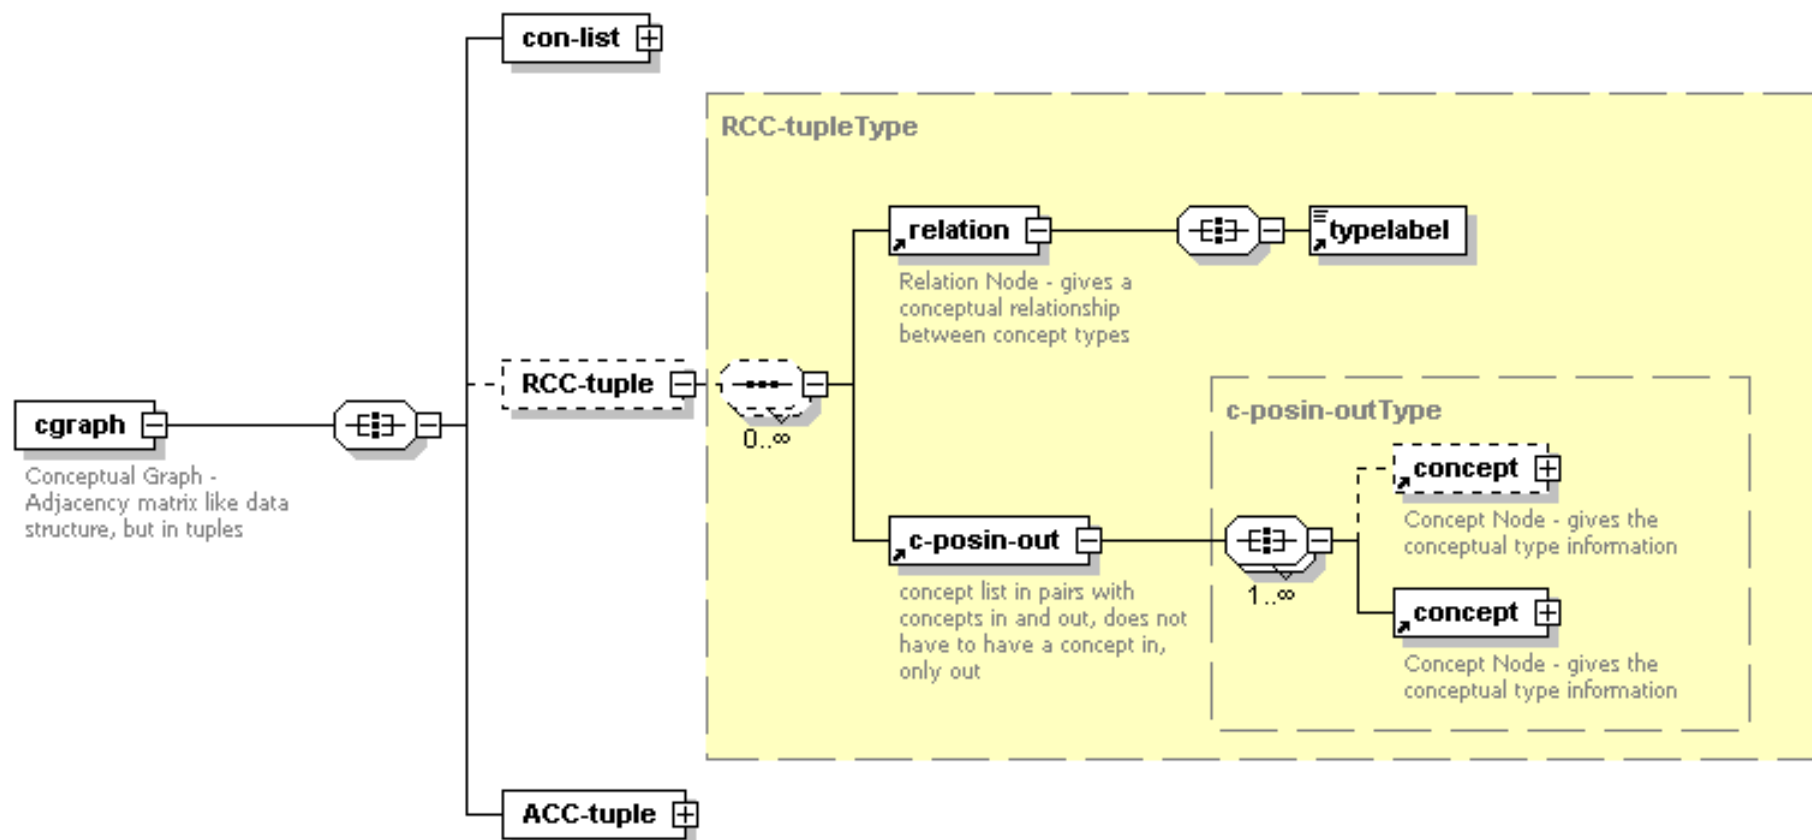 con-list
RCC-tupleType
relation
typelabel
Relation Node - gives a
conceptual relationship
between concept types
RCC-tuple
0..∞
cgraph
Conceptual Graph -
Adjacency matrix like data
structure, but in tuples
c-posin-outType
concept
Concept Node - gives the
conceptual type information
c-posin-out
1..∞
concept list in pairs with
concepts in and out, does not
have to have a concept in,
only out
concept
Concept Node - gives the
conceptual type information
ACC-tuple